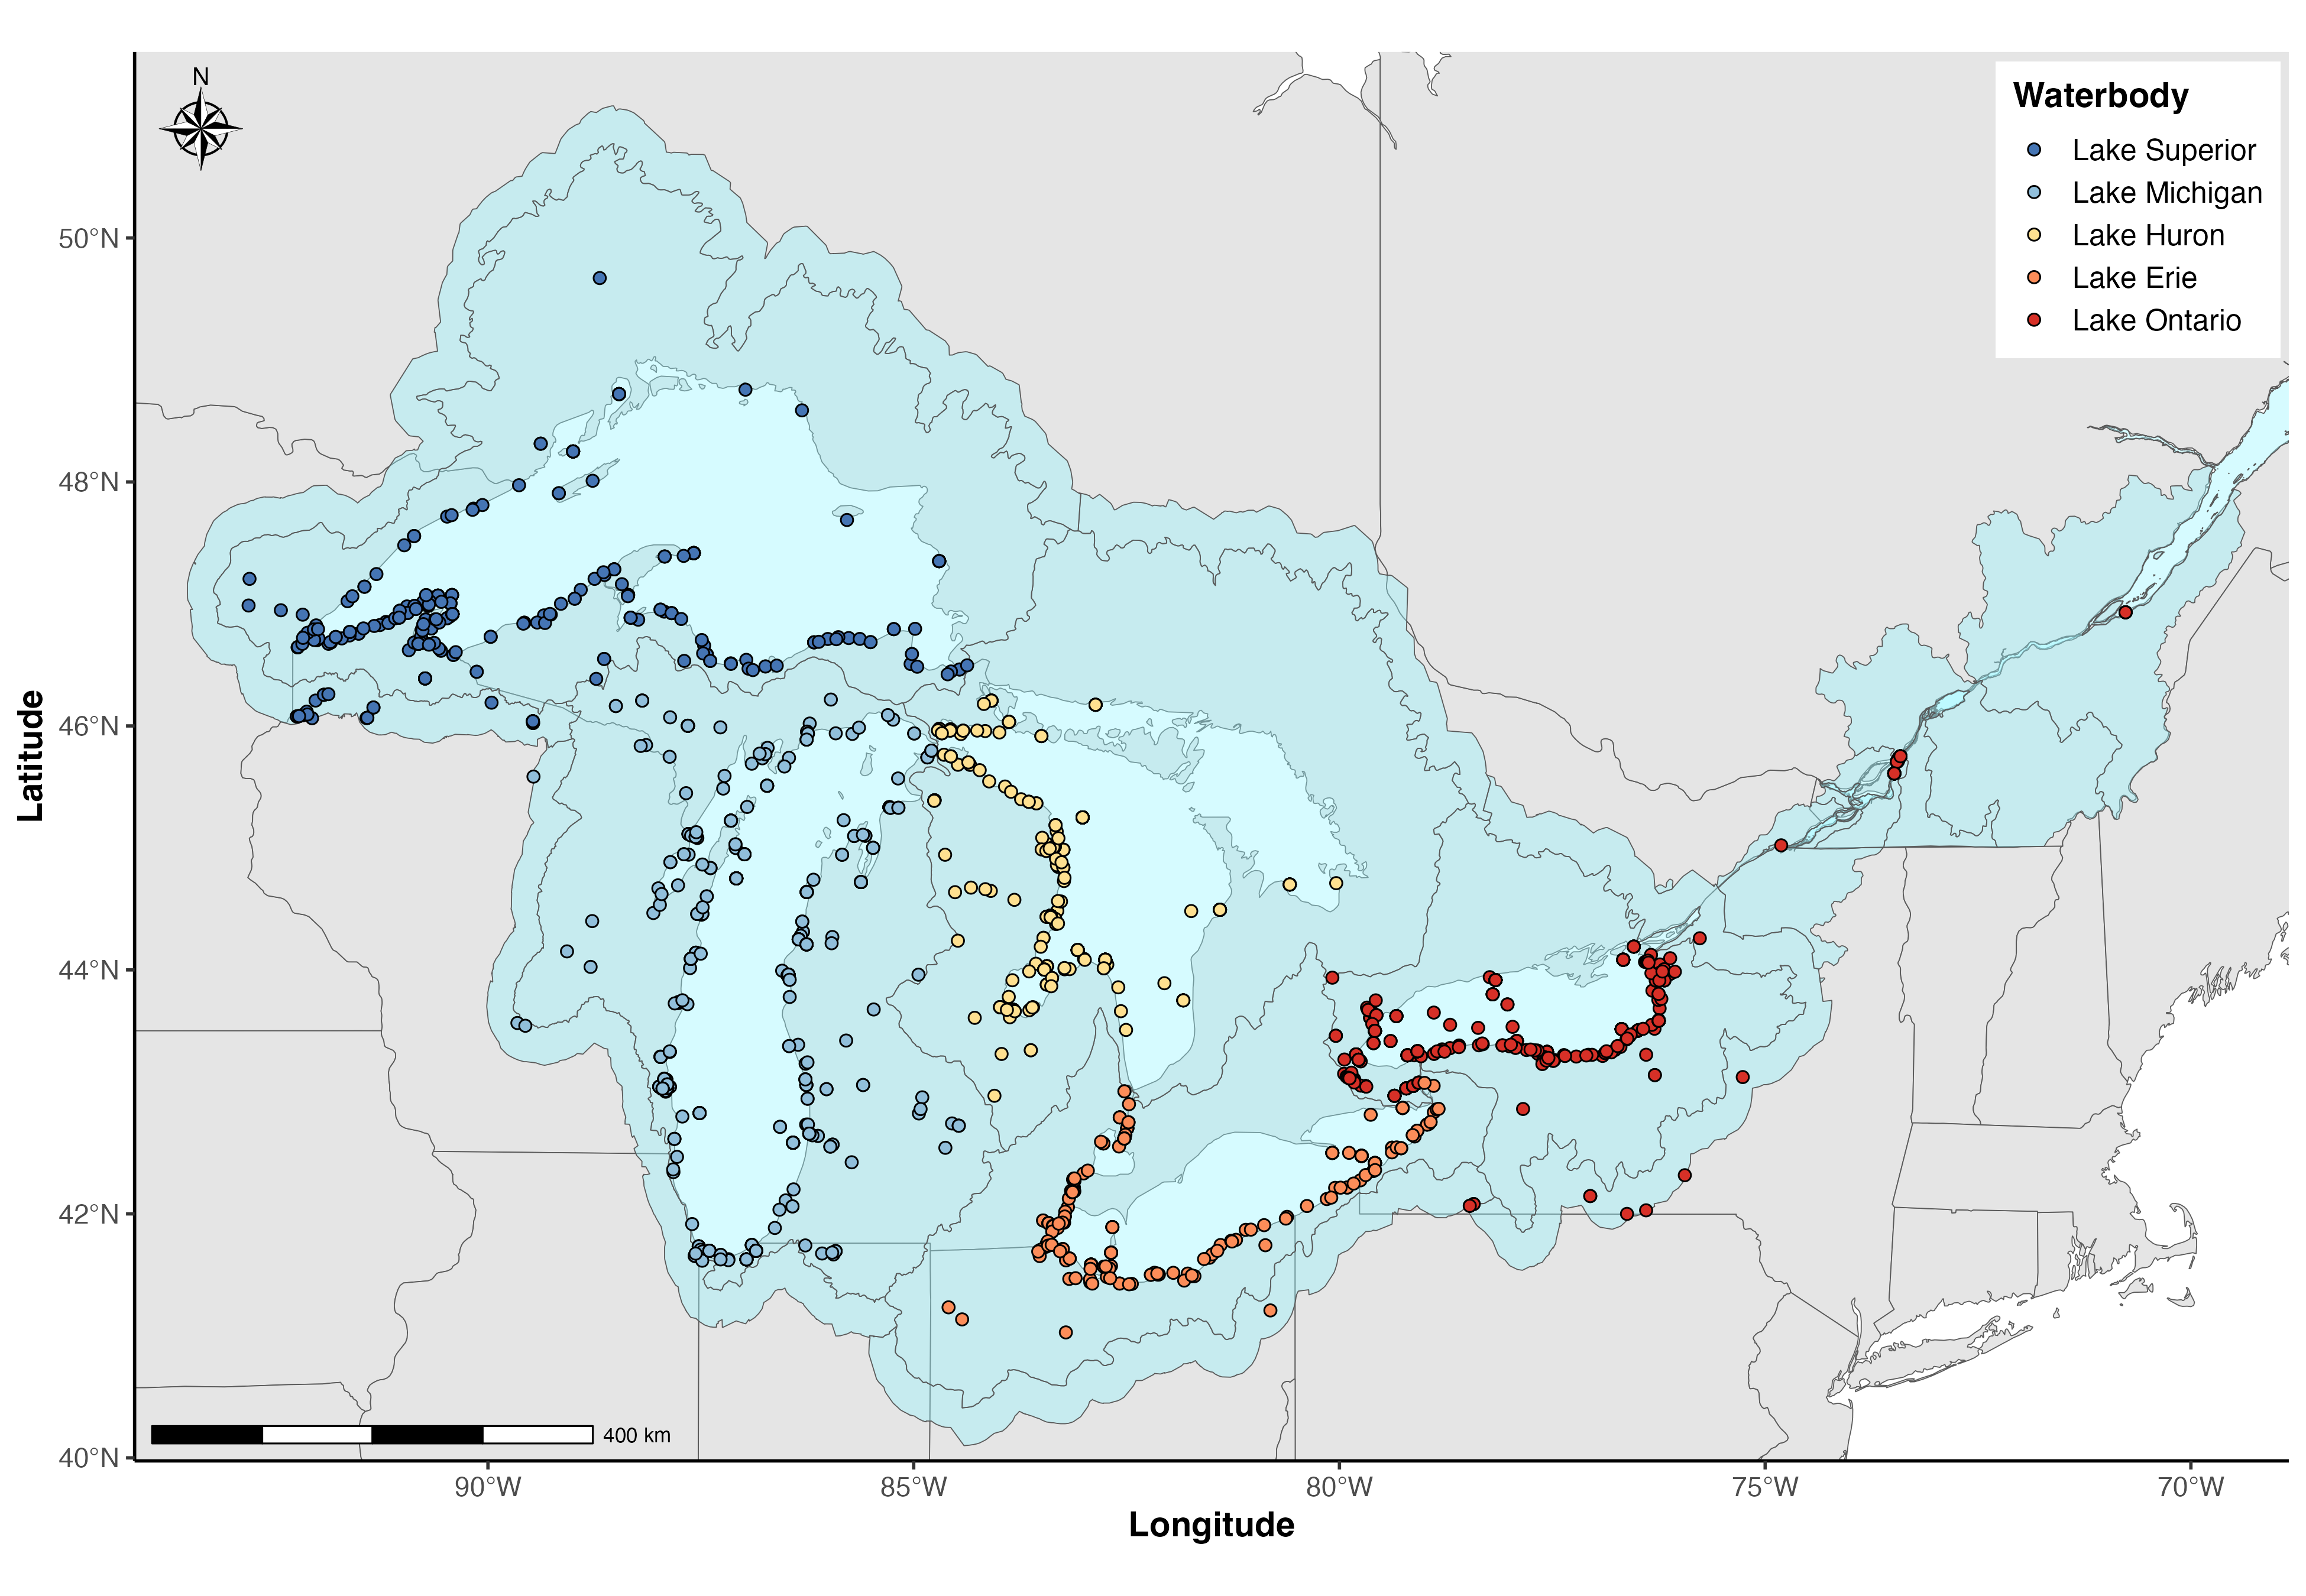 N
Waterbody
Lake Superior
Lake Michigan
Lake Huron
Lake Erie
Lake Ontario
50°N
48°N
46°N
44°N
42°N
40°N
Latitude
400 km
90°W
85°W
80°W
75°W
70°W
Longitude